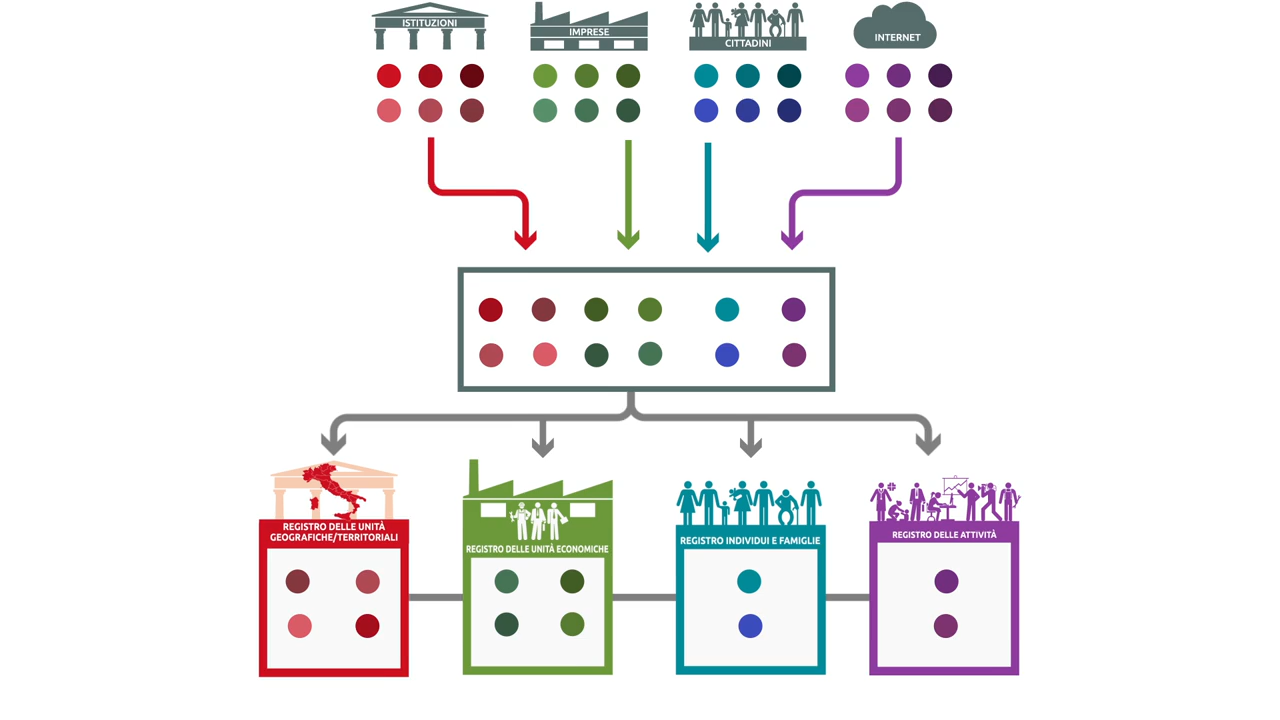 ISTITUZIONI
IMPRESE
CITTADINI
INTERNET
REGISTRO DELLE UNITÀ
GEOGRAFICHE/TERRITORIALI
REGISTRO DELLE UNITÀ ECONOMICHE
REGISTRO INDIVIDUI E FAMIGLIE
REGISTRO DELLE ATTIVITÀ